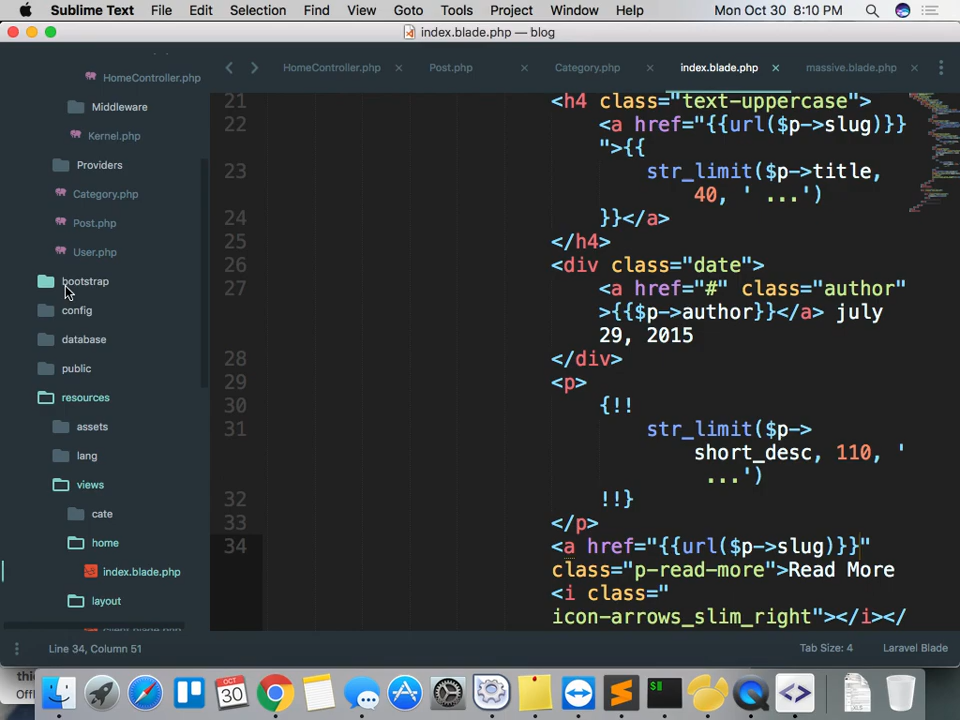 Sublime Text File Edit Selection Find View Goto Tools Project Window Help Mon Oct 30 8:10 PM
index.blade.php — blog
HomeController.php × Post.php × Category.php × index.blade.php × massive.blade.php ×
HomeController.php
Middleware
Kernel.php
Providers
Category.php
Post.php
User.php
bootstrap
config
database
public
resources
assets
lang
views
cate
home
index.blade.php
layout
21 <h4 class="text-uppercase">
22 <a href="{{url($p->slug)}}
">{{
23 str_limit($p->title,
40, ' ...')
24 }}</a>
25 </h4>
26 <div class="date">
27 <a href="#" class="author"
>{{$p->author}}</a> july
29, 2015
28 </div>
29 <p>
30 {!!
31 str_limit($p->
short_desc, 110, '
...')
32 !!}
33 </p>
34 <a href="{{url($p->slug)}}"
class="p-read-more">Read More
<i class="
icon-arrows_slim_right"></i></
Line 34, Column 51 Tab Size: 4 Laravel Blade
OCT
30